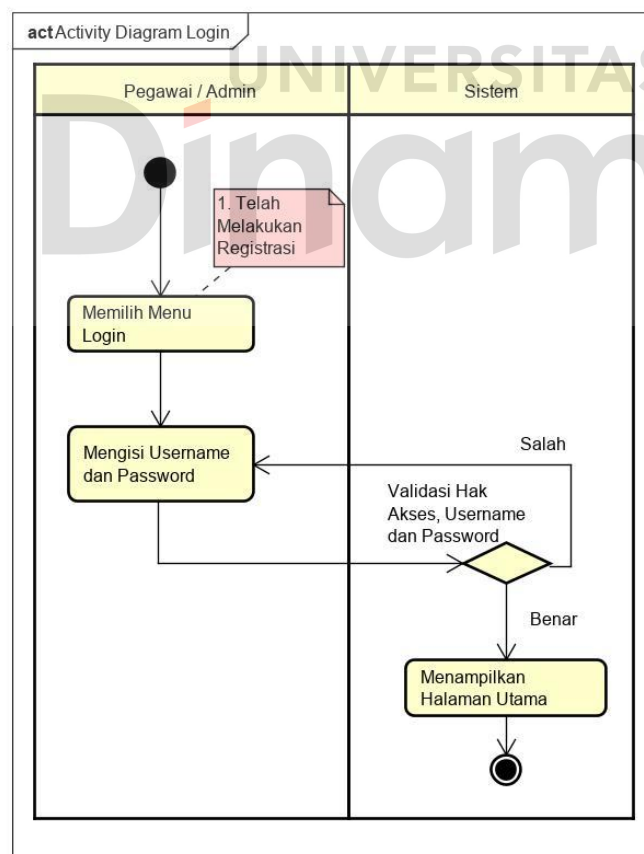 act Activity Diagram Login
UNIVERSITAS
Dinam
Pegawai / Admin
Sistem
1. Telah
Melakukan
Registrasi
Memilih Menu
Login
Mengisi Username
dan Password
Salah
Validasi Hak
Akses, Username
dan Password
Benar
Menampilkan
Halaman Utama